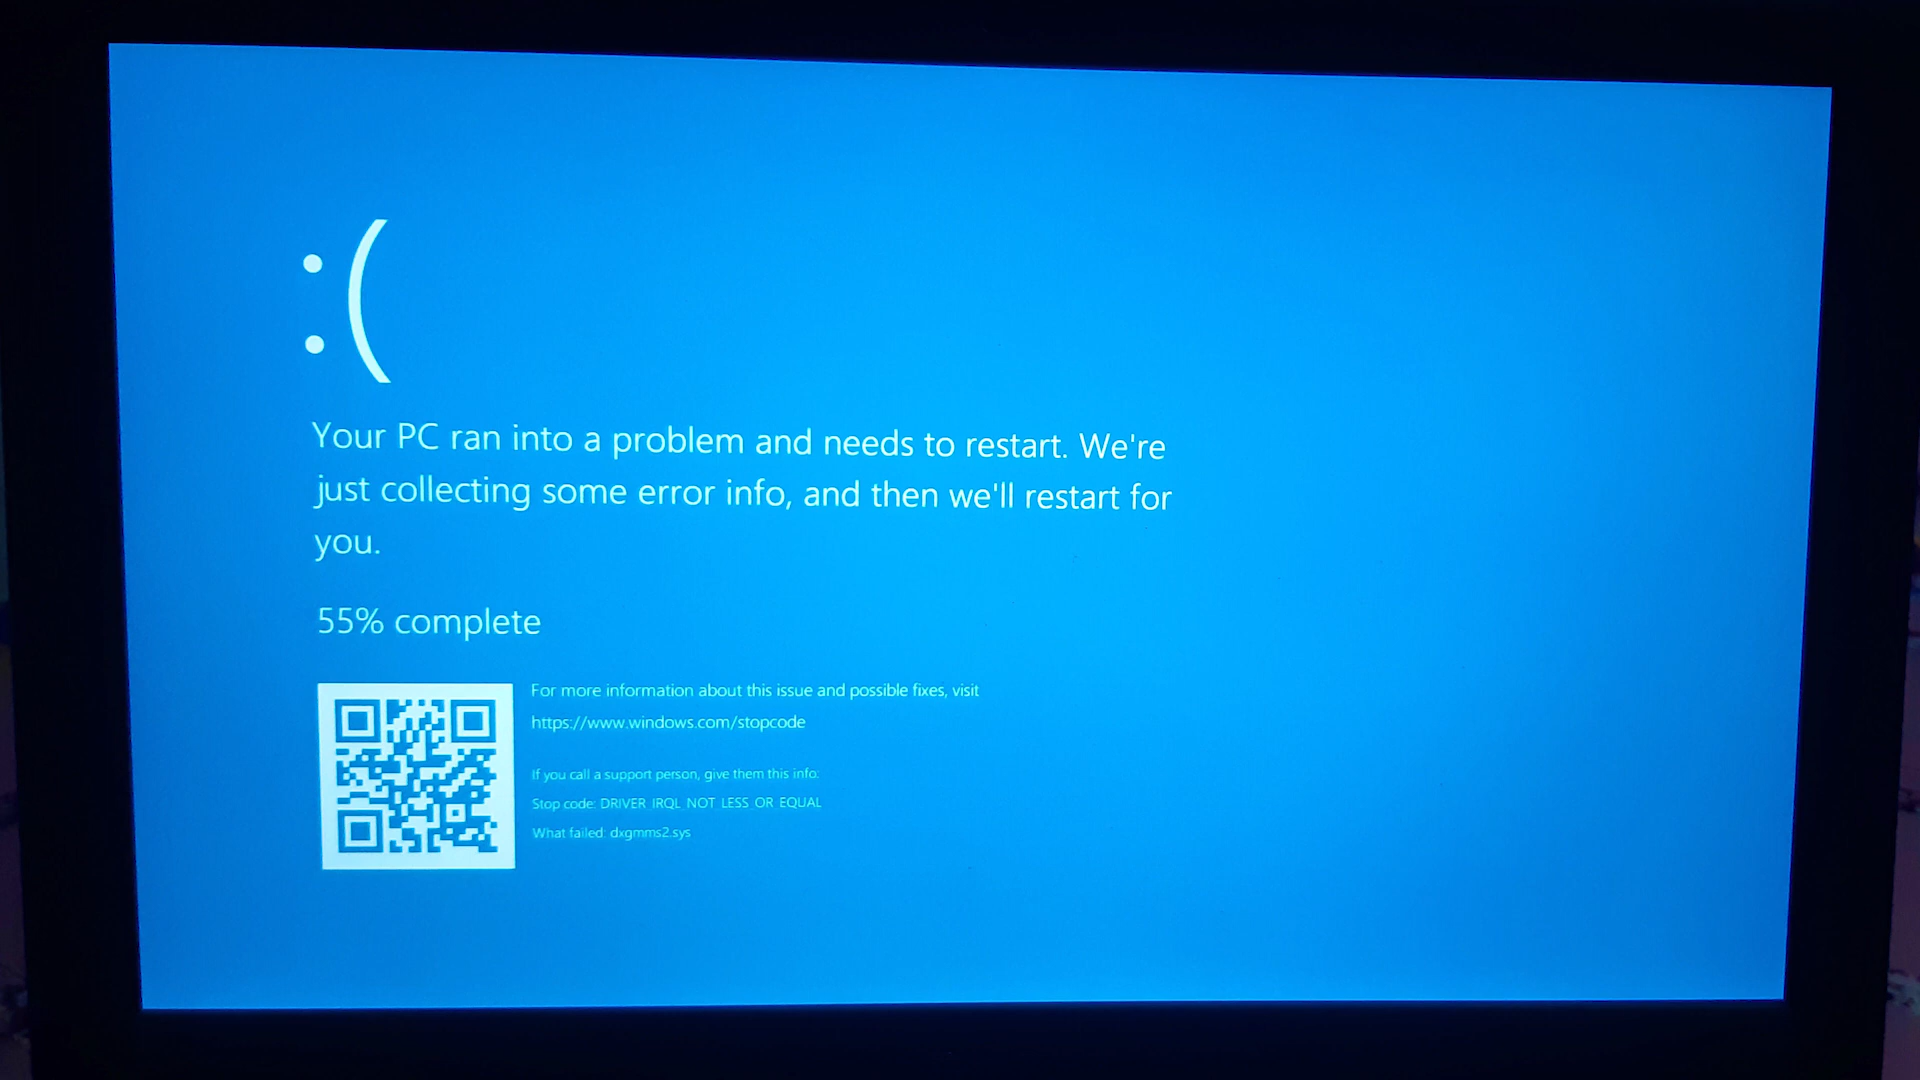 :(
Your PC ran into a problem and needs to restart. We're
just collecting some error info, and then we'll restart for
you.
55% complete
For more information about this issue and possible fixes, visit
https://www.windows.com/stopcode
If you call a support person, give them this info:
Stop code: DRIVER IRQL NOT LESS OR EQUAL
What failed: dxgmms2.sys